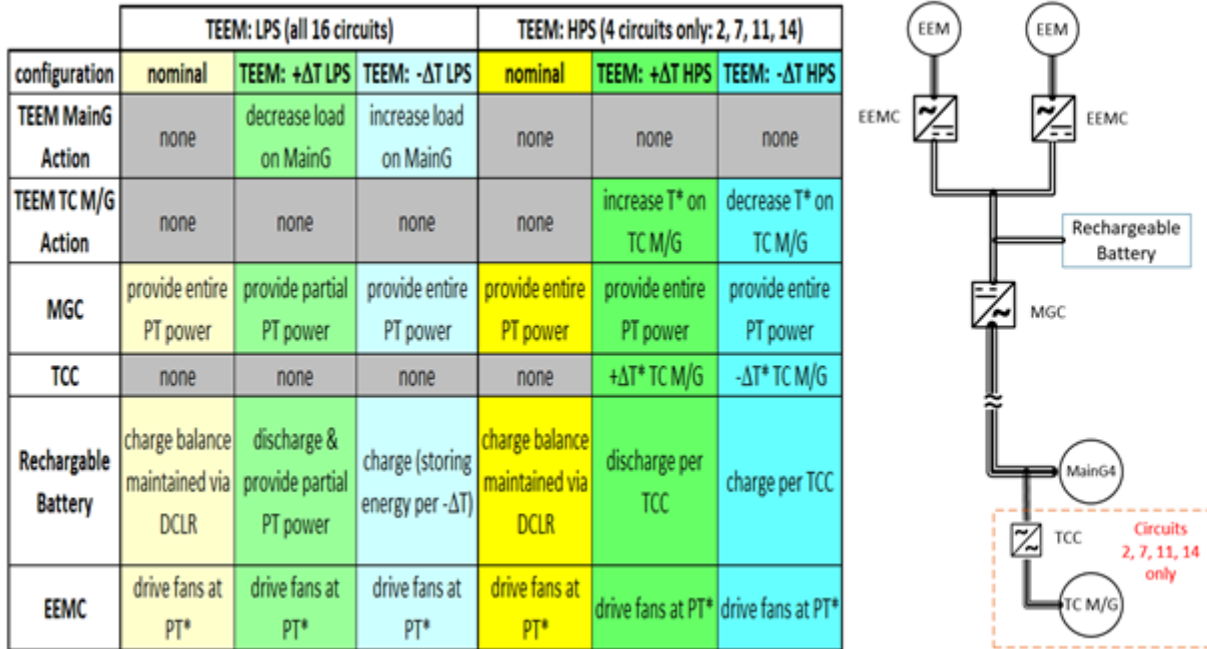 TEEM: LPS (all 16 circuits)
TEEM: HPS (4 circuits only: 2, 7, 11, 14)
configuration
nominal
TEEM: +ΔT LPS
TEEM: -ΔT LPS
nominal
TEEM: +ΔT HPS
TEEM: -ΔT HPS
TEEM MainG
Action
none
decrease load
on MainG
increase load
on MainG
none
none
none
TEEM TC M/G
Action
none
none
none
none
increase T* on
TC M/G
decrease T* on
TC M/G
MGC
provide entire
PT power
provide partial
PT power
provide entire
PT power
provide entire
PT power
provide entire
PT power
provide entire
PT power
TCC
none
none
none
none
+ΔT* TC M/G
-ΔT* TC M/G
Rechargable
Battery
charge balance
maintained via
DCLR
discharge &
provide partial
PT power
charge (storing
energy per -ΔT)
charge balance
maintained via
DCLR
discharge per
TCC
charge per TCC
EEMC
drive fans at
PT*
drive fans at
PT*
drive fans at
PT*
drive fans at
PT*
drive fans at PT*
drive fans at PT*
EEM
EEM
EEMC
EEMC
Rechargeable
Battery
MGC
MainG4
TCC
Circuits
2, 7, 11, 14
only
TC M/G